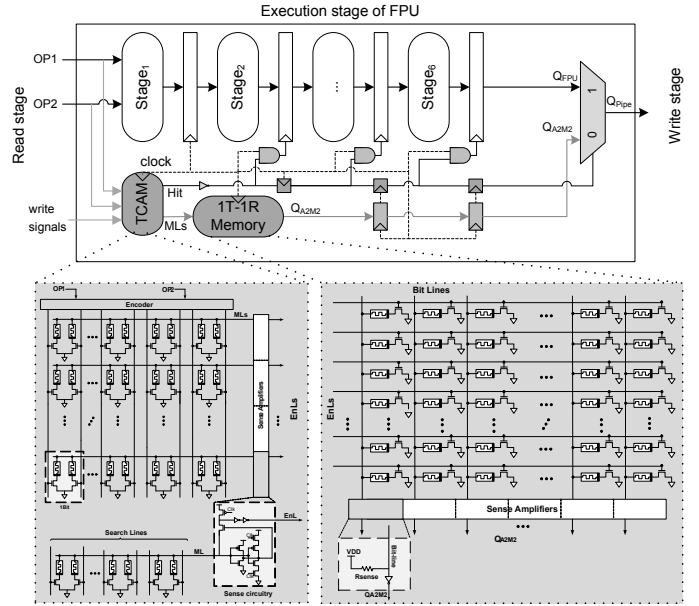 Execution stage of FPU
Read stage
OP1
OP2
write signals
Stage1
Stage2
...
Stage6
QFPU
QA2M2
QPipe
1
0
Write stage
clock
TCAM
Hit
MLs
1T-1R
Memory
QA2M2
OP1
OP2
Encoder
MLs
Sense Amplifiers
EnLs
1Bit
Search Lines
ML
Clk
EnL
Sense circuitry
Bit Lines
EnLs
Sense Amplifiers
QA2M2
VDD
Rsense
Bit-line
QA2M2